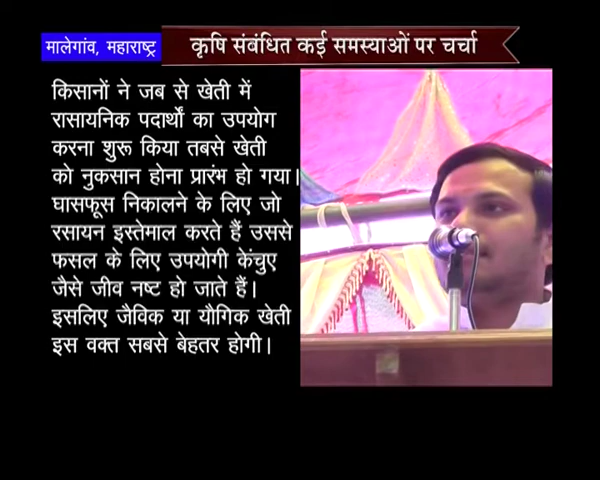 मालेगांव, महाराष्ट्र
कृषि संबंधित कई समस्याओं पर चर्चा
किसानों ने जब से खेती में
रासायनिक पदार्थों का उपयोग
करना शुरू किया तबसे खेती
को नुकसान होना प्रारंभ हो गया।
घासफूस निकालने के लिए जो
रसायन इस्तेमाल करते हैं उससे
फसल के लिए उपयोगी केंचुए
जैसे जीव नष्ट हो जाते हैं।
इसलिए जैविक या यौगिक खेती
इस वक्त सबसे बेहतर होगी।